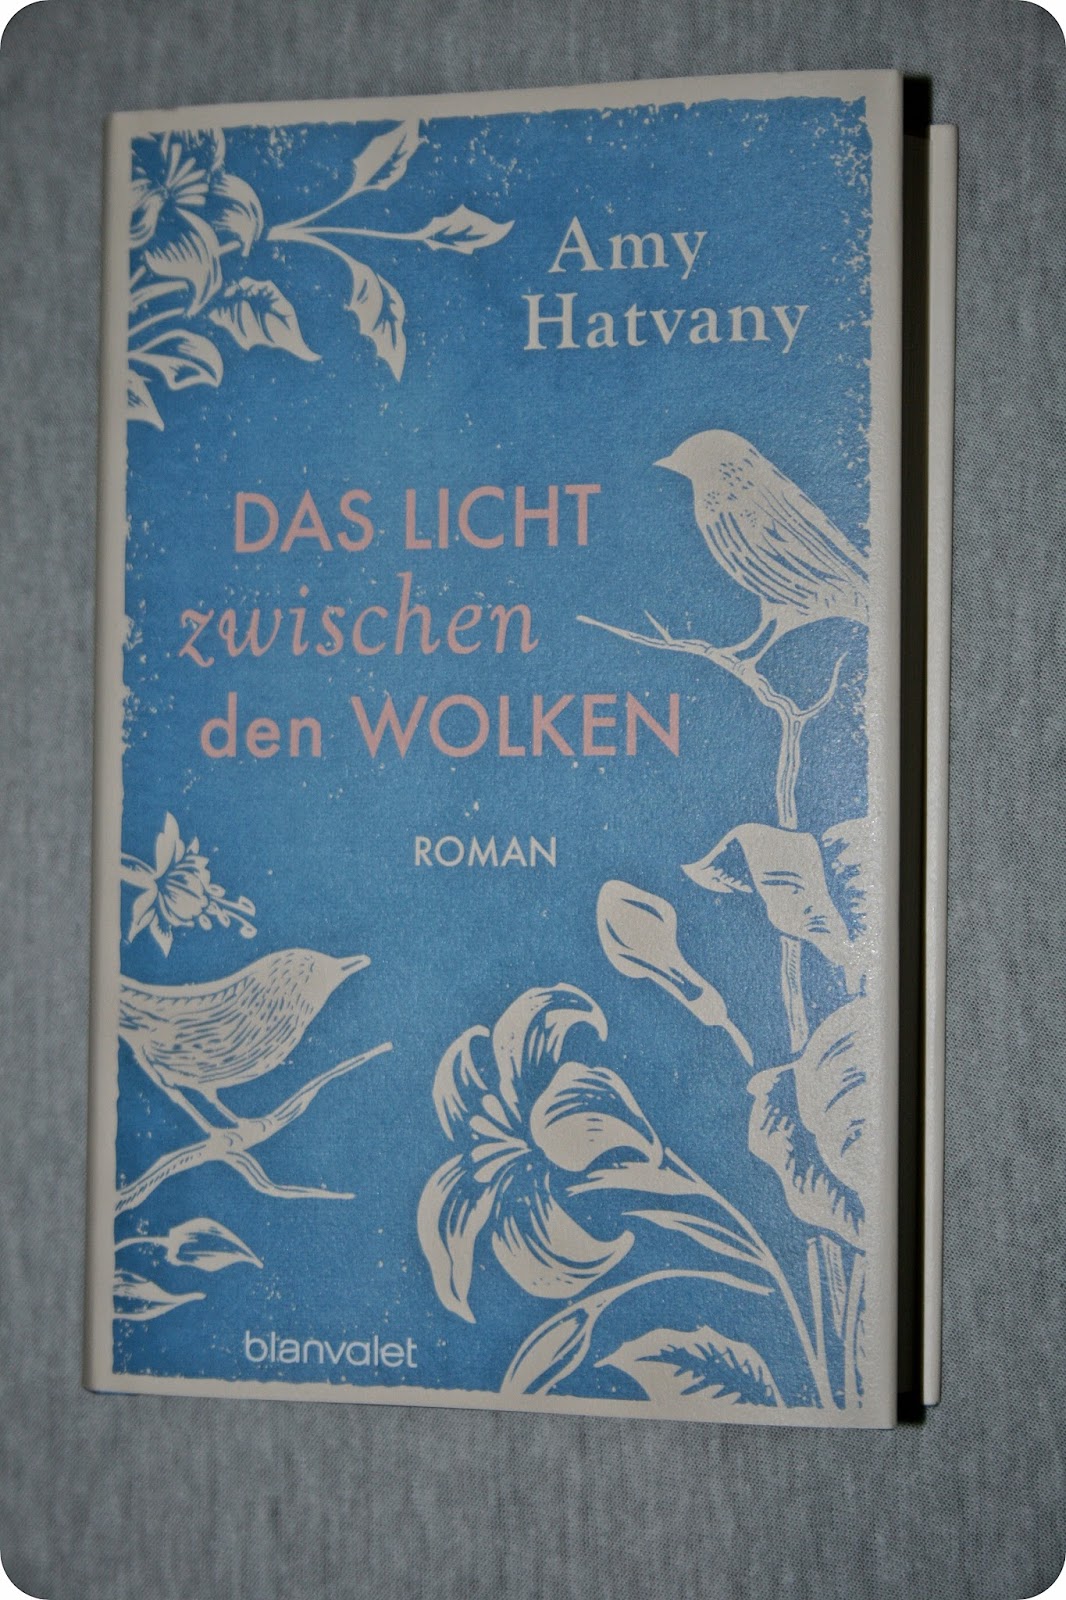 Amy
Hatvany
DAS LICHT
zwischen
den WOLKEN
ROMAN
blanvalet